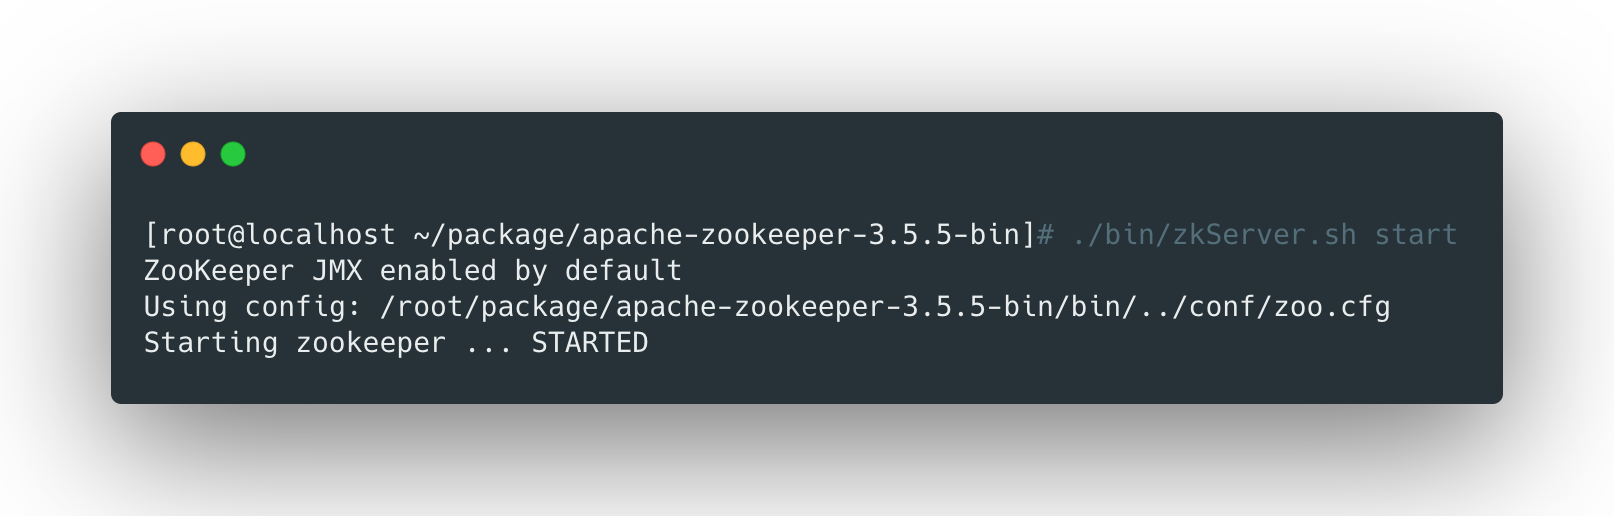 [root@localhost ~/package/apache-zookeeper-3.5.5-bin]# ./bin/zkServer.sh start
ZooKeeper JMX enabled by default
Using config: /root/package/apache-zookeeper-3.5.5-bin/bin/../conf/zoo.cfg
Starting zookeeper ... STARTED